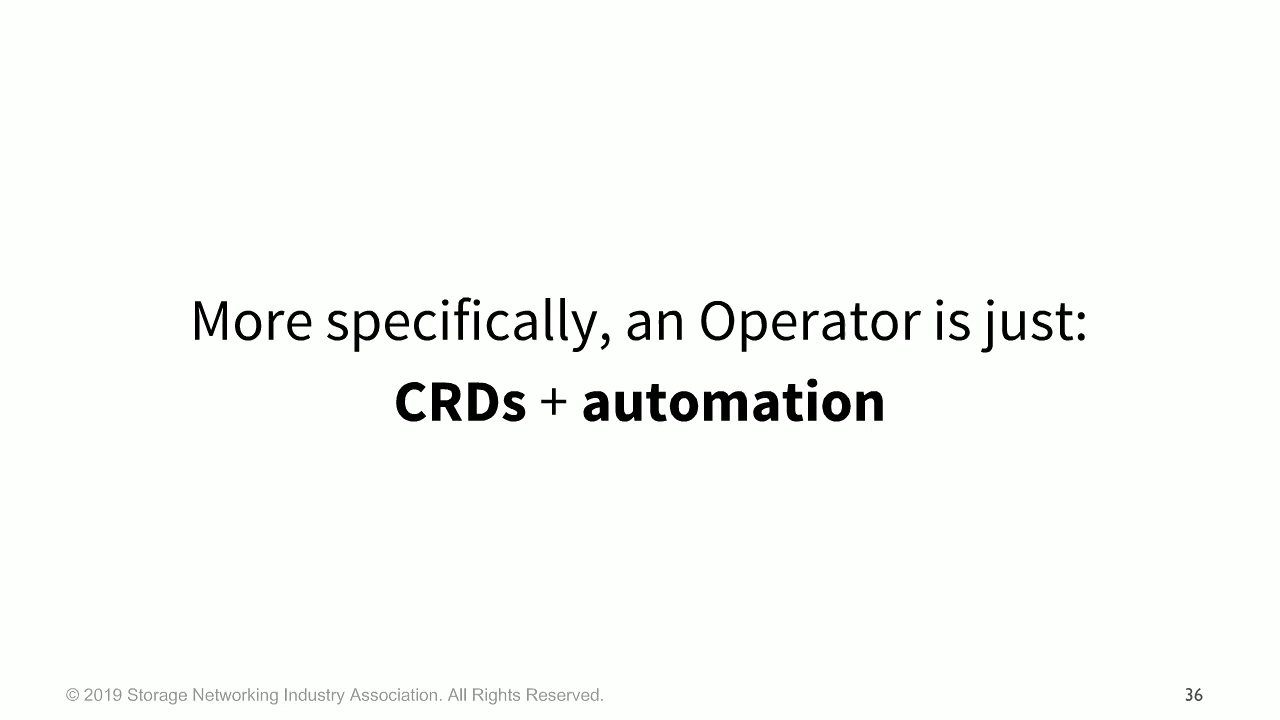 More specifically, an Operator is just:
CRDs + automation
© 2019 Storage Networking Industry Association. All Rights Reserved.
36